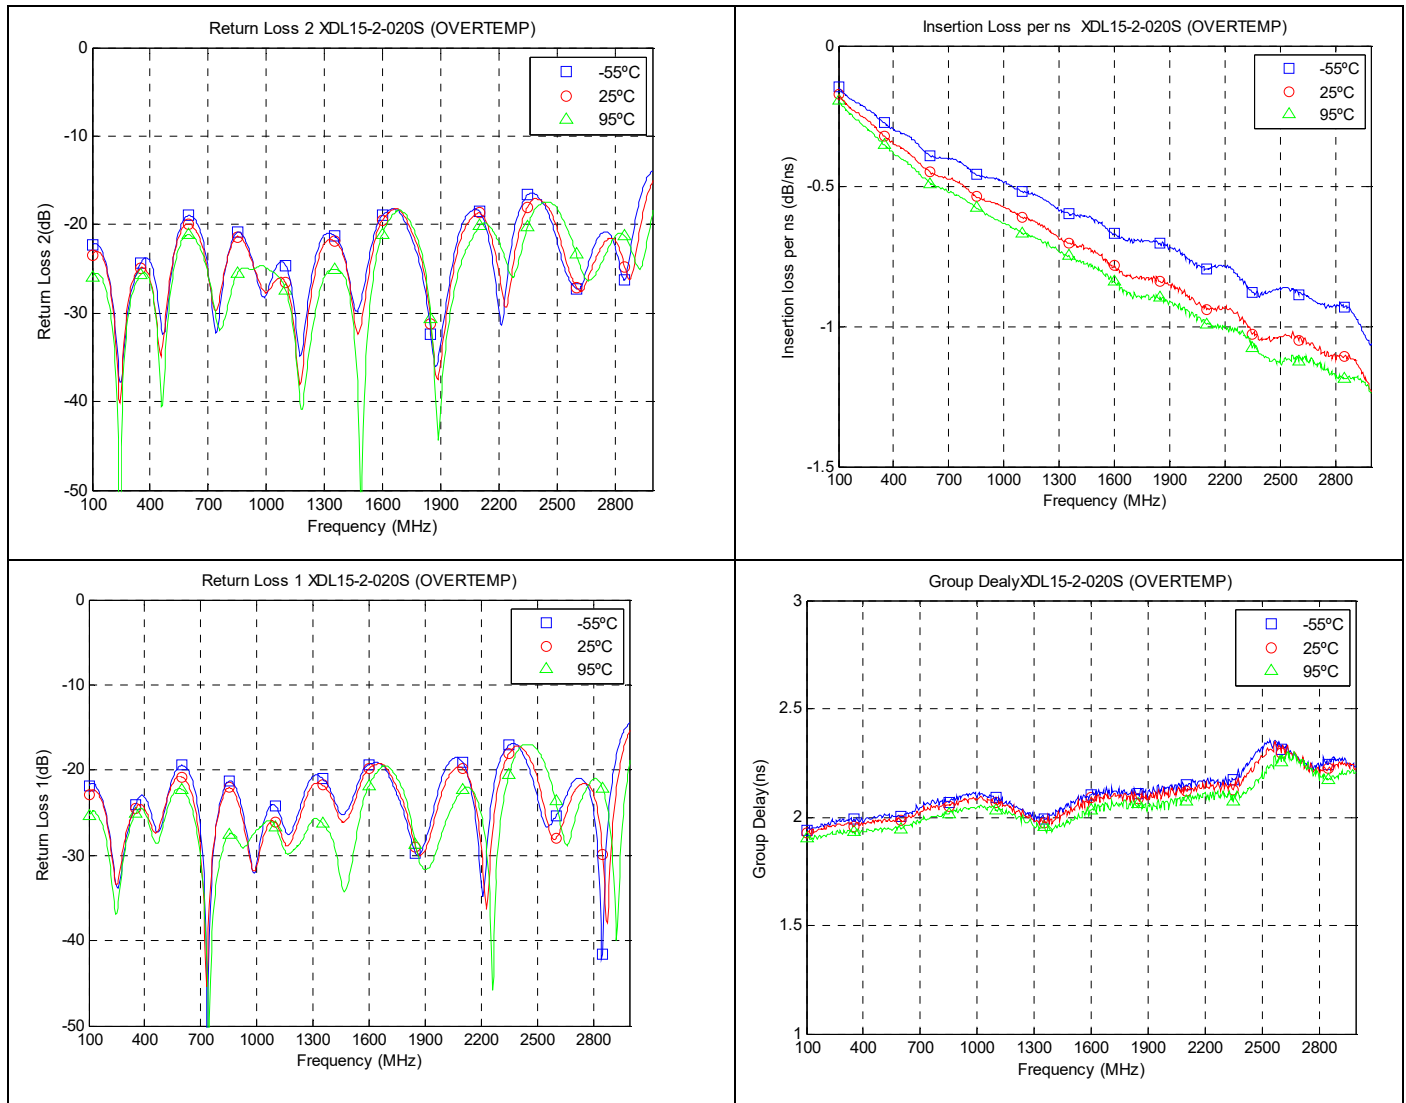 Return Loss 2 XDL15-2-020S (OVERTEMP)
0
-10
-20
-30
-40
-50
Return Loss 2(dB)
-55ºC
25ºC
95ºC
100 400 700 1000 1300 1600 1900 2200 2500 2800
Frequency (MHz)
Insertion Loss per ns XDL15-2-020S (OVERTEMP)
0
-0.5
-1
-1.5
Insertion loss per ns (dB/ns)
-55ºC
25ºC
95ºC
100 400 700 1000 1300 1600 1900 2200 2500 2800
Frequency (MHz)
Return Loss 1 XDL15-2-020S (OVERTEMP)
0
-10
-20
-30
-40
-50
Return Loss 1(dB)
-55ºC
25ºC
95ºC
100 400 700 1000 1300 1600 1900 2200 2500 2800
Frequency (MHz)
Group DealyXDL15-2-020S (OVERTEMP)
3
2.5
2
1.5
1
Group Delay(ns)
-55ºC
25ºC
95ºC
100 400 700 1000 1300 1600 1900 2200 2500 2800
Frequency (MHz)